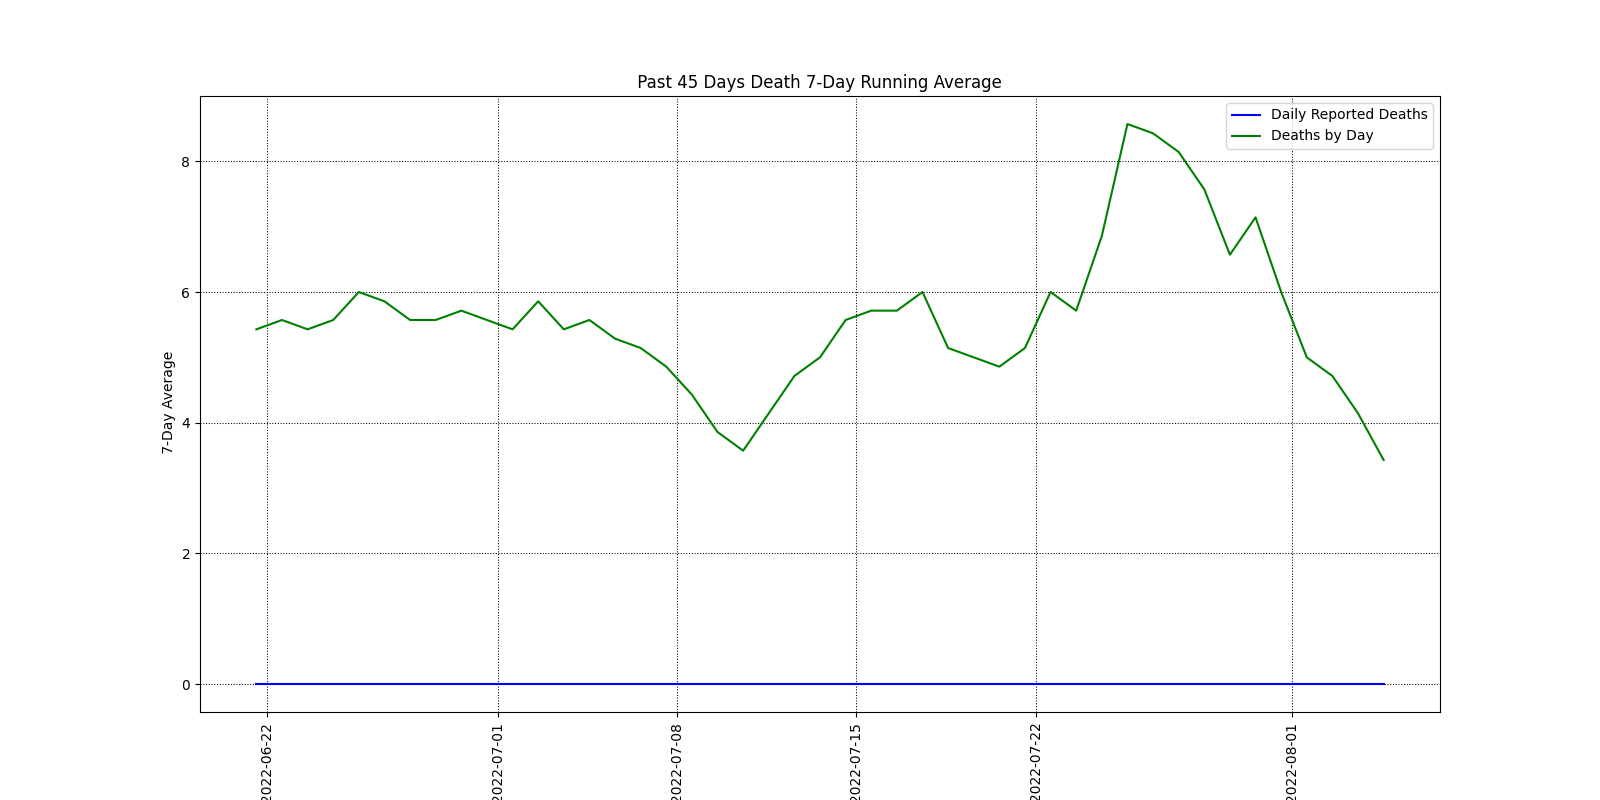 Past 45 Days Death 7-Day Running Average
Daily Reported Deaths
Deaths by Day
7-Day Average
8
6
4
2
0
2022-06-22
2022-07-01
2022-07-08
2022-07-15
2022-07-22
2022-08-01